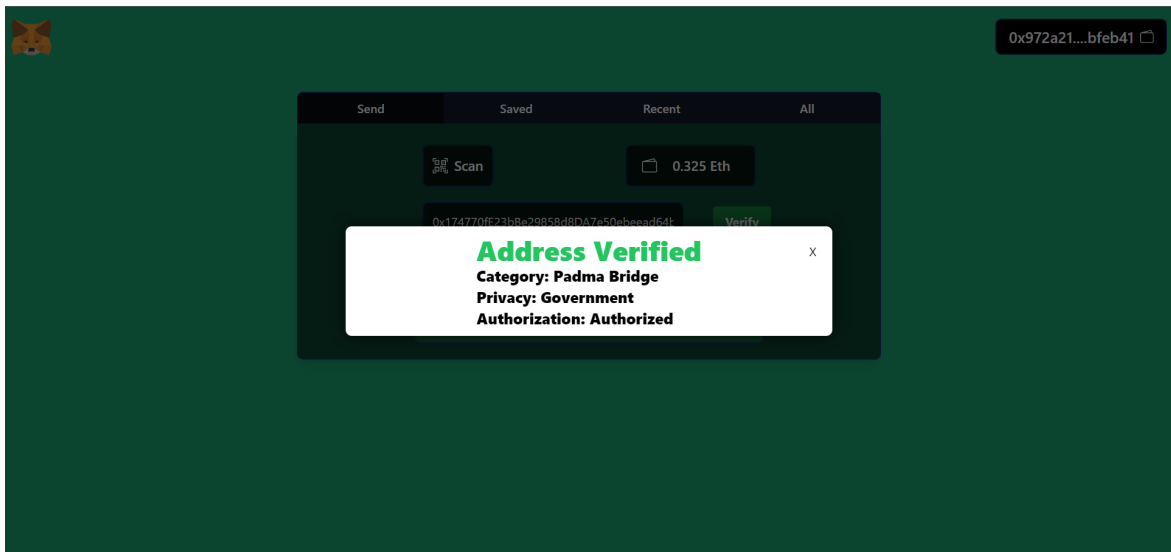 0x972a21....bfeb41
Send Saved Recent All
Scan 0.325 Eth
0x174770fF23bBe29858d8DA7e50ebeead64b Verify
Address Verified X
Category: Padma Bridge
Privacy: Government
Authorization: Authorized